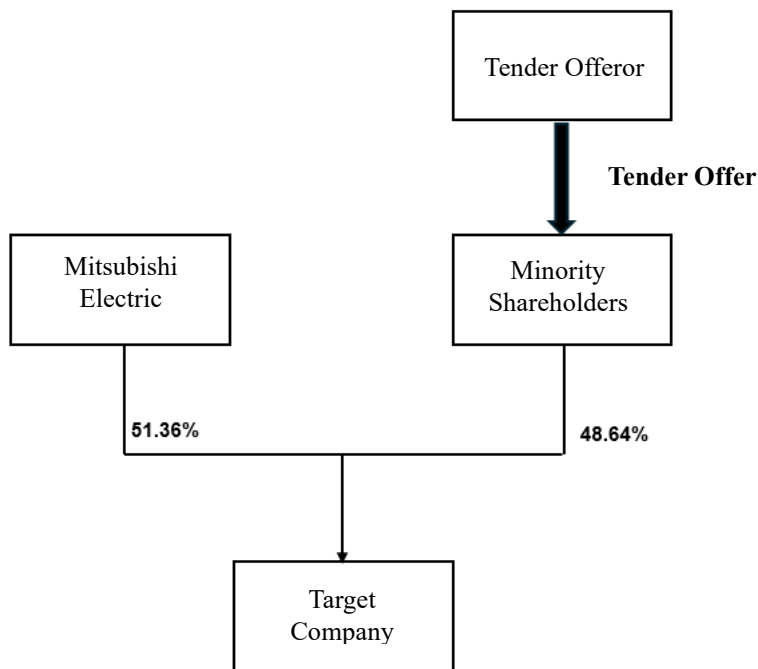 Tender Offeror
Tender Offer
Mitsubishi
Electric
Minority
Shareholders
51.36%
48.64%
Target
Company